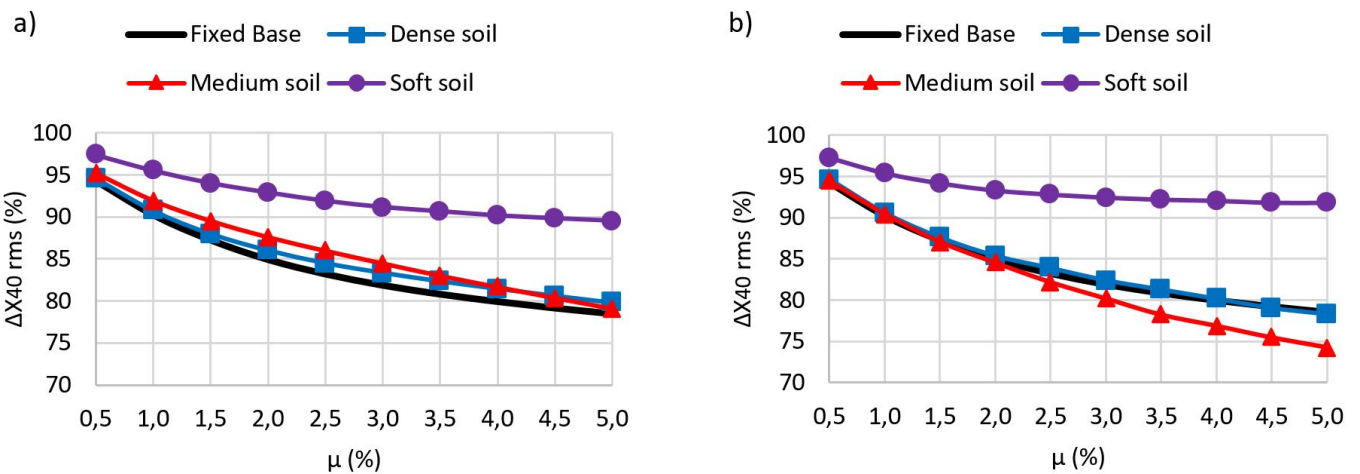 a)
Fixed Base
Dense soil
Medium soil
Soft soil
100
95
90
85
80
75
70
ΔX40 rms (%)
0,5 1,0 1,5 2,0 2,5 3,0 3,5 4,0 4,5 5,0
μ (%)
b)
Fixed Base
Dense soil
Medium soil
Soft soil
100
95
90
85
80
75
70
ΔX40 rms (%)
0,5 1,0 1,5 2,0 2,5 3,0 3,5 4,0 4,5 5,0
μ (%)